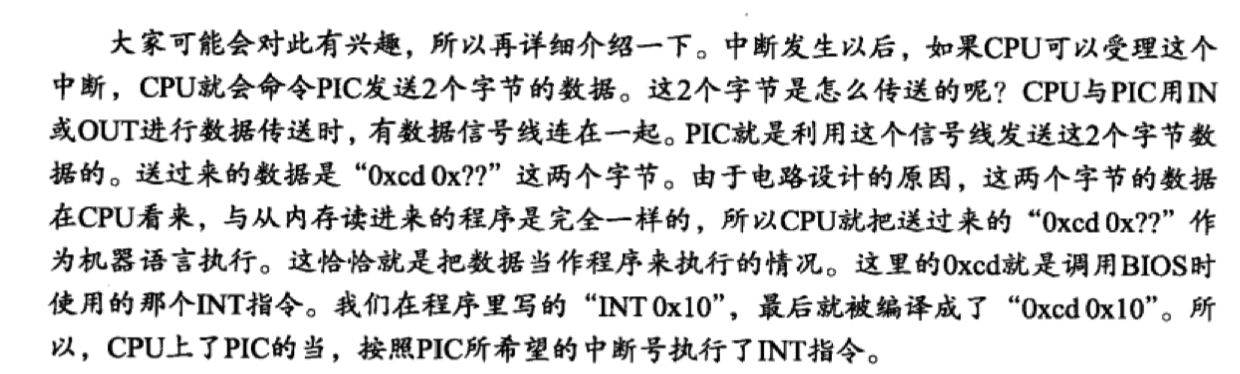 大家可能会对此有兴趣，所以再详细介绍一下。中断发生以后，如果CPU可以受理这个
中断，CPU就会命令PIC发送2个字节的数据。这2个字节是怎么传送的呢？CPU与PIC用IN
或OUT进行数据传送时，有数据信号线连在一起。PIC就是利用这个信号线发送这2个字节数
据的。送过来的数据是“0xcd 0x??”这两个字节。由于电路设计的原因，这两个字节的数据
在CPU看来，与从内存读进来的程序是完全一样的，所以CPU就把送过来的“0xcd 0x??”作
为机器语言执行。这恰恰就是把数据当作程序来执行的情况。这里的0xcd就是调用BIOS时
使用的那个INT指令。我们在程序里写的“INT 0x10”，最后就被编译成了“0xcd 0x10”。所
以，CPU上了PIC的当，按照PIC所希望的中断号执行了INT指令。